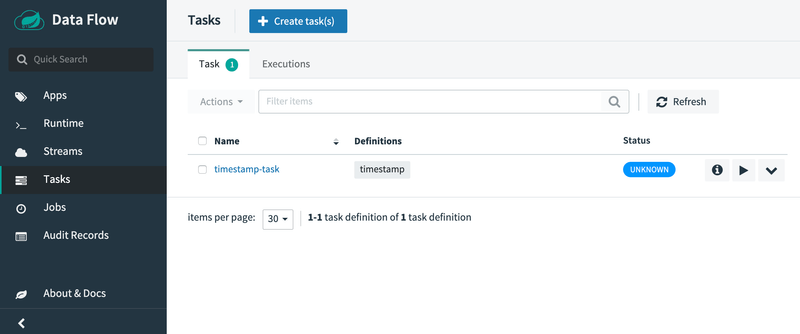 Data Flow
Quick Search
Apps
Runtime
Streams
Tasks
Jobs
Audit Records
About & Docs
Tasks
Create task(s)
Task 1
Executions
Actions
Filter items
Refresh
Name Definitions Status
timestamp-task timestamp UNKNOWN
items per page: 30 1-1 task definition of 1 task definition